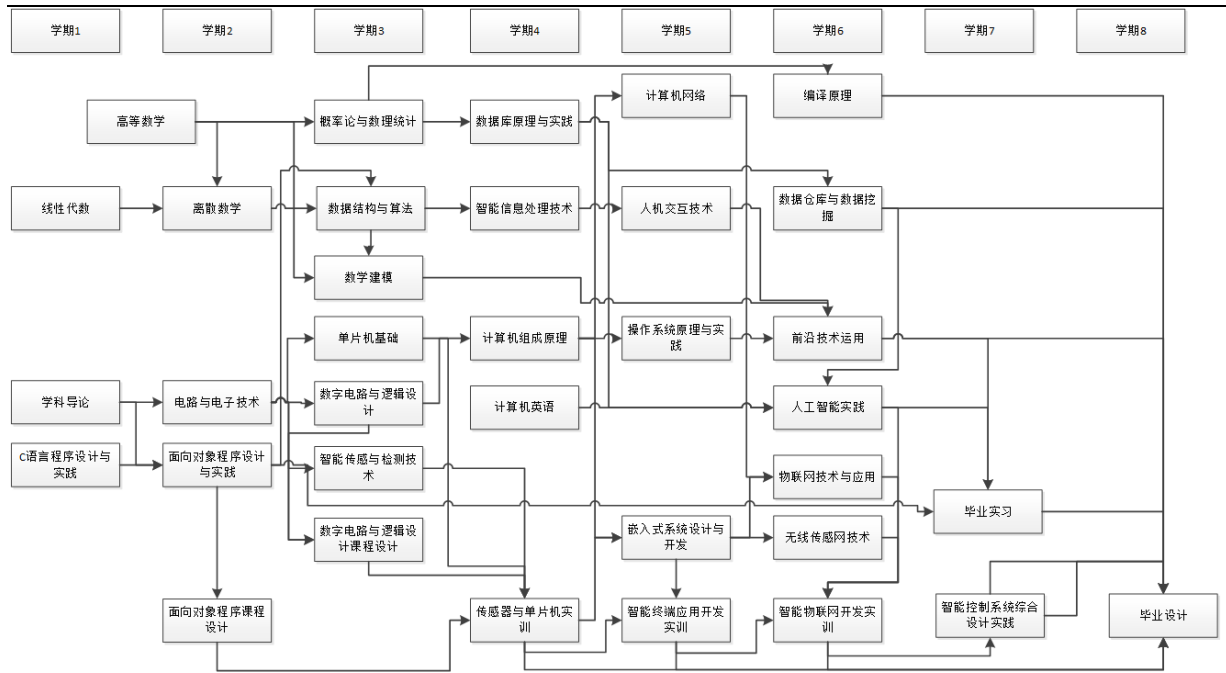 学期1
学期2
学期3
学期4
学期5
学期6
学期7
学期8
计算机网络
编译原理
高等数学
概率论与数理统计
数据库原理与实践
线性代数
离散数学
数据结构与算法
智能信息处理技术
人机交互技术
数据仓库与数据挖
掘
数学建模
单片机基础
计算机组成原理
操作系统原理与实
践
前沿技术运用
学科导论
电路与电子技术
数字电路与逻辑设
计
计算机英语
人工智能实践
C语言程序设计与
实践
面向对象程序设计
与实践
智能传感与检测技
术
物联网技术与应用
毕业实习
数字电路与逻辑设
计课程设计
嵌入式系统设计与
开发
无线传感网技术
面向对象程序课程
设计
传感器与单片机实
训
智能终端应用开发
实训
智能物联网开发实
训
智能控制系统综合
设计实践
毕业设计